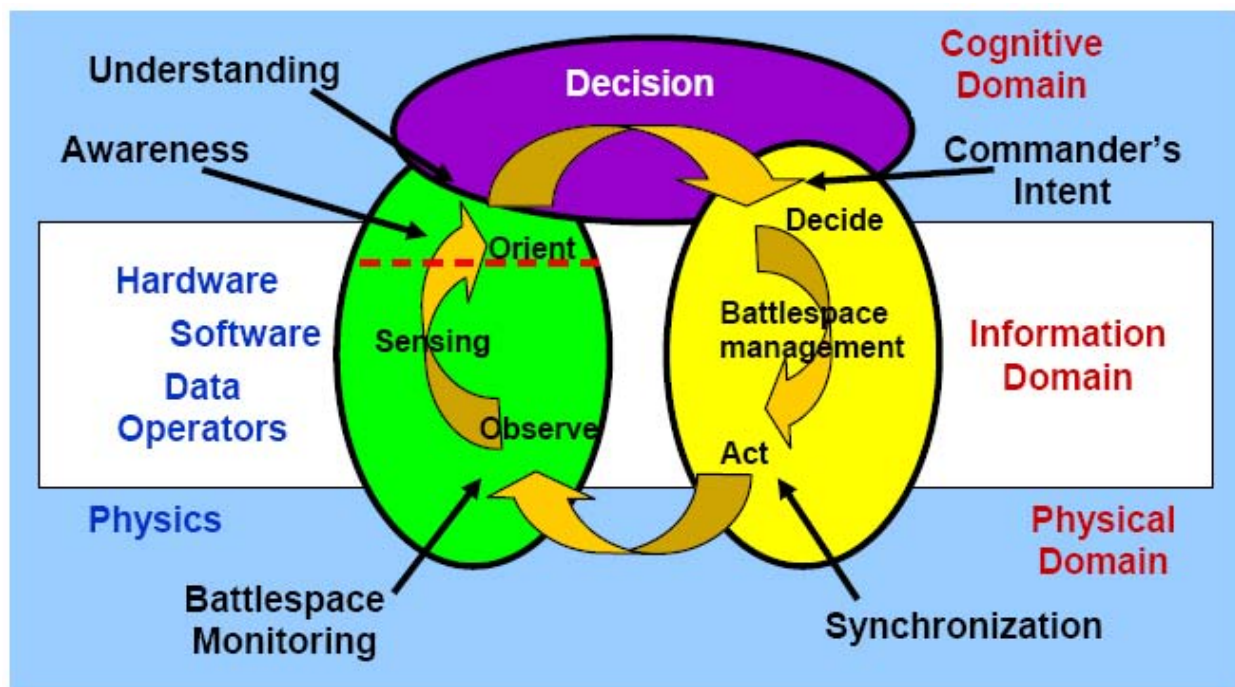 Understanding
Decision
Cognitive
Domain
Awareness
Commander's
Intent
Decide
Orient
Hardware
Software
Data
Operators
Sensing
Battlespace
management
Information
Domain
Observe
Act
Physics
Physical
Domain
Battlespace
Monitoring
Synchronization